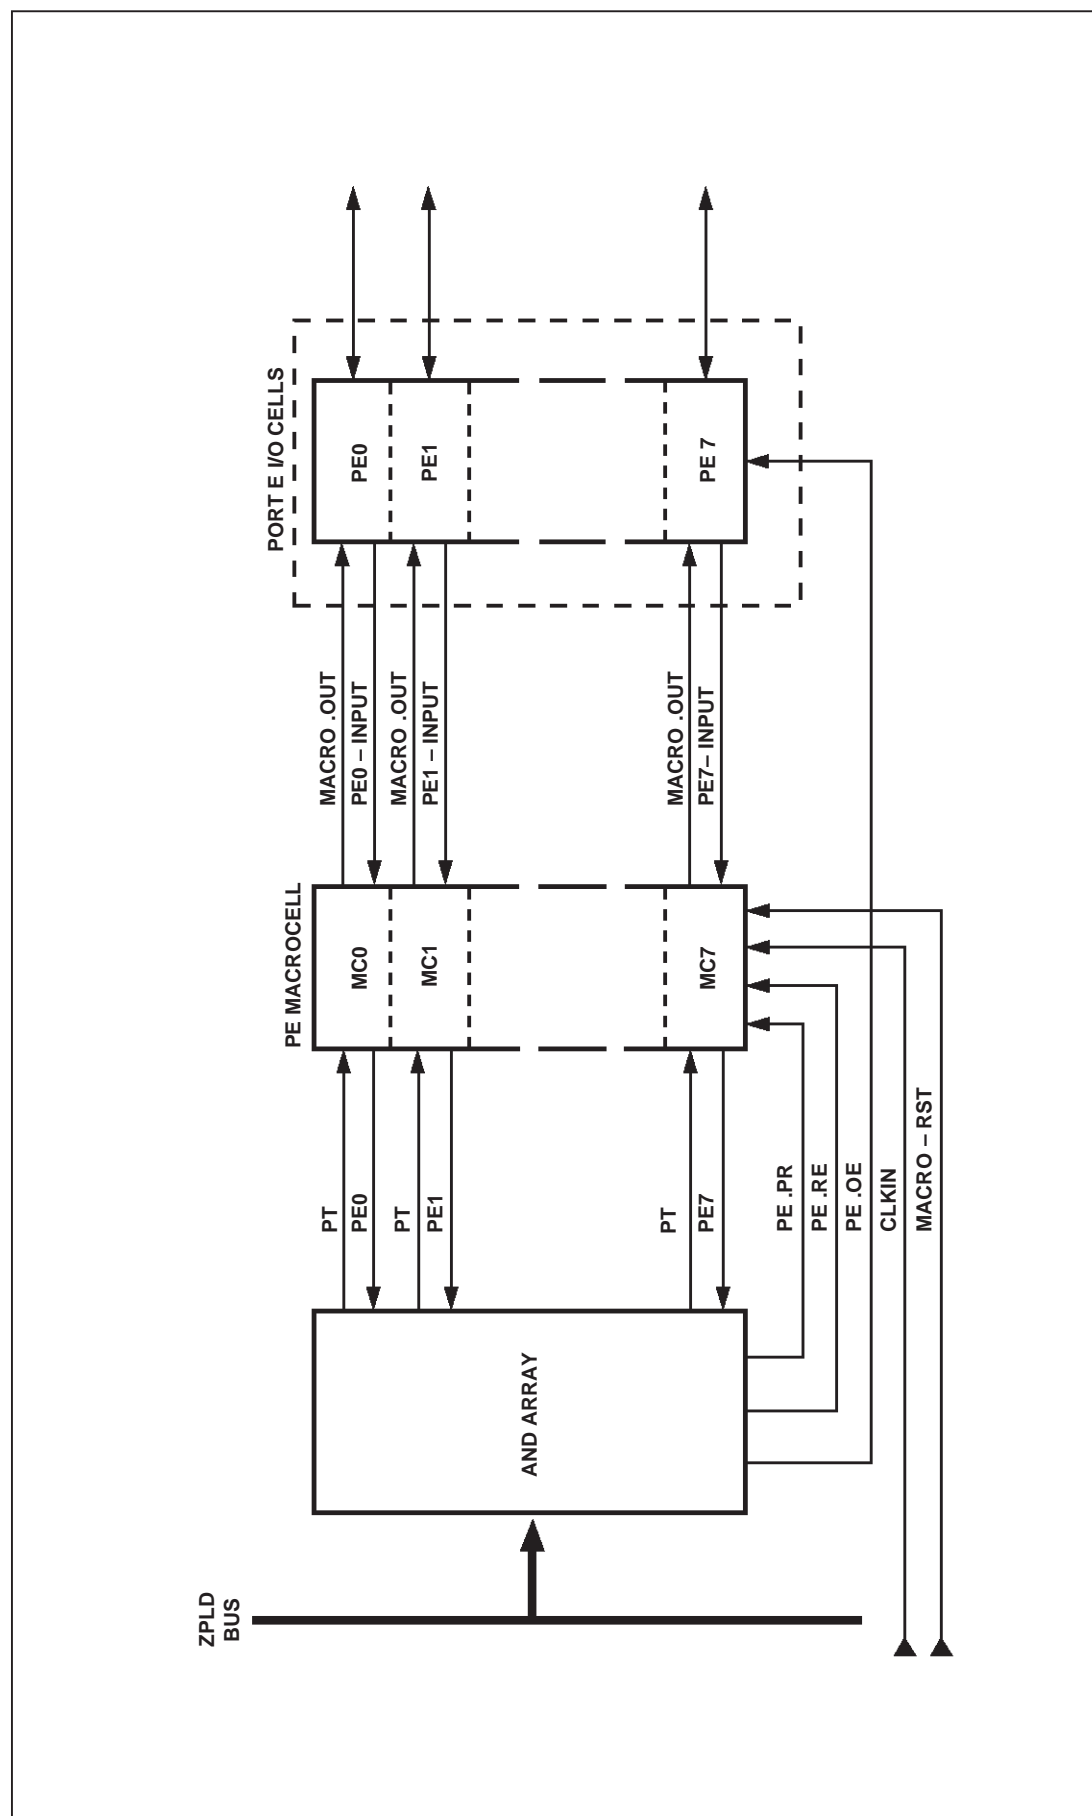 ZPLD
BUS
AND ARRAY
PT
PE0
PT
PE1
PT
PE7
PE .PR
PE .RE
PE .OE
CLKIN
MACRO – RST
PE MACROCELL
MC0
MC1
MC7
MACRO .OUT
PE0 – INPUT
MACRO .OUT
PE1 – INPUT
MACRO .OUT
PE7– INPUT
PORT E I/O CELLS
PE0
PE1
PE 7